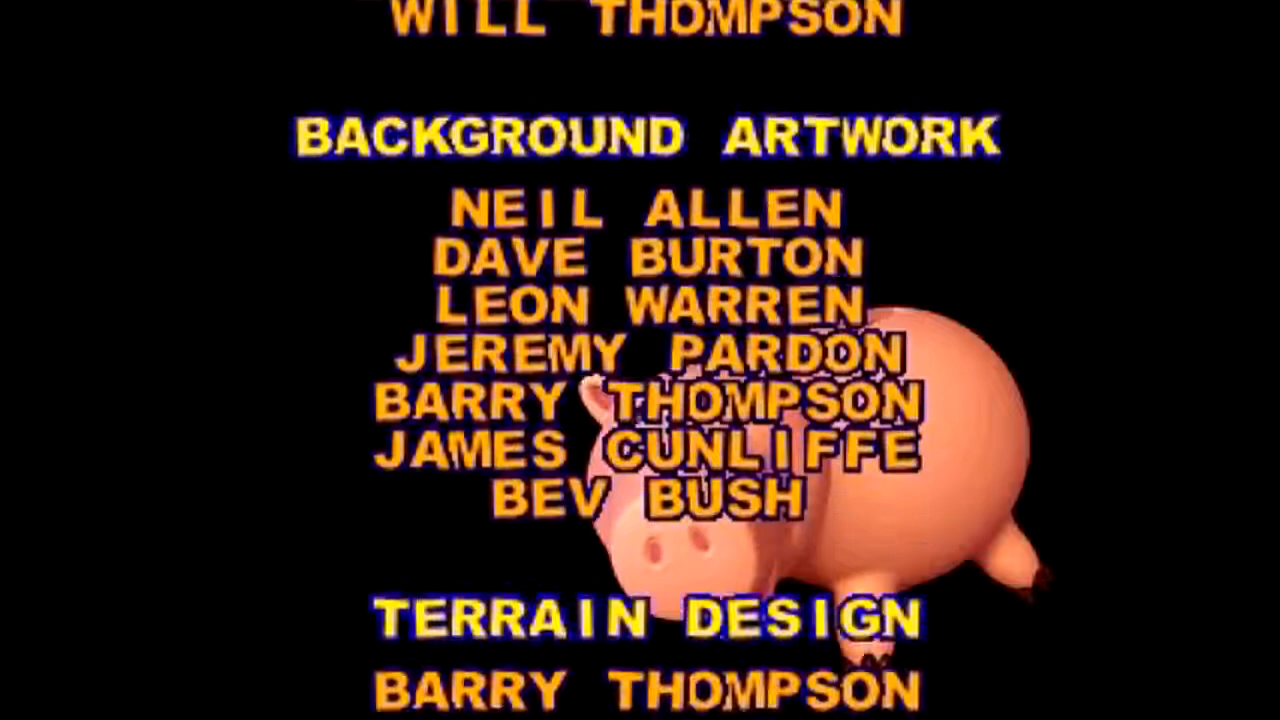 WILL THOMPSON
BACKGROUND ARTWORK
NEIL ALLEN
DAVE BURTON
LEON WARREN
JEREMY PARDON
BARRY THOMPSON
JAMES CUNLIFFE
BEV BUSH
TERRAIN DESIGN
BARRY THOMPSON